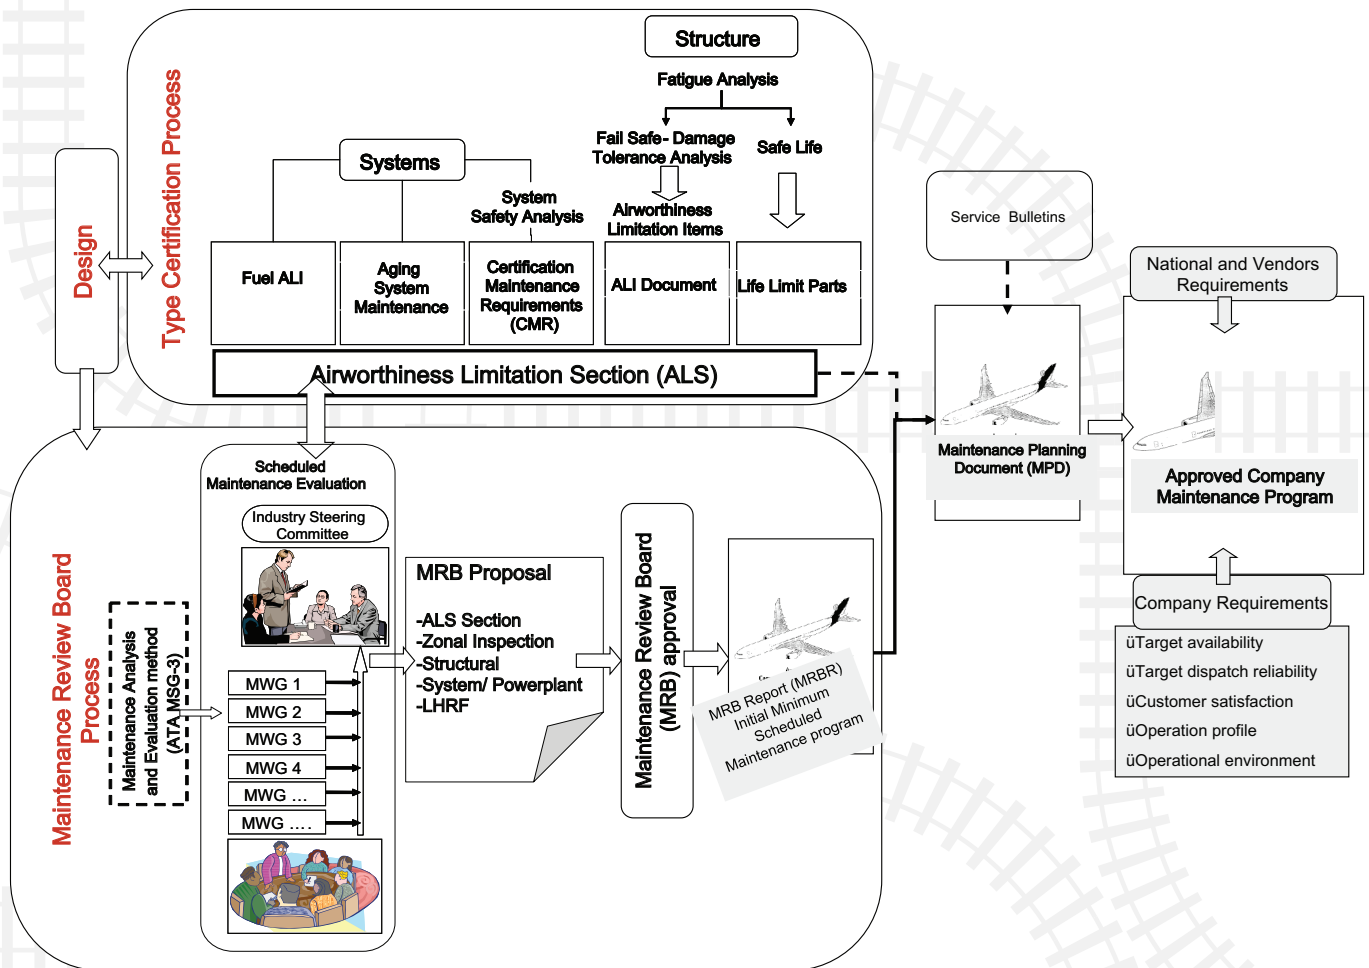 Structure
Fatigue Analysis
Fail Safe- Damage
Tolerance Analysis
Safe Life
Systems
System
Safety Analysis
Airworthiness
Limitation Items
Fuel ALI
Aging
System
Maintenance
Certification
Maintenance
Requirements
(CMR)
ALI Document
Life Limit Parts
Airworthiness Limitation Section (ALS)
Type Certification Process
Design
Service Bulletins
National and Vendors
Requirements
Maintenance Planning
Document (MPD)
Approved Company
Maintenance Program
Company Requirements
üTarget availability
üTarget dispatch reliability
üCustomer satisfaction
üOperation profile
üOperational environment
Maintenance Review Board
Process
Maintenance Analysis
and Evaluation method
(ATA MSG-3)
Scheduled
Maintenance Evaluation
Industry Steering
Committee
MWG 1
MWG 2
MWG 3
MWG 4
MWG ...
MWG ....
MRB Proposal
-ALS Section
-Zonal Inspection
-Structural
-System/ Powerplant
-LHRF
Maintenance Review Board
(MRB) approval
MRB Report (MRBR)
Initial Minimum
Scheduled
Maintenance program